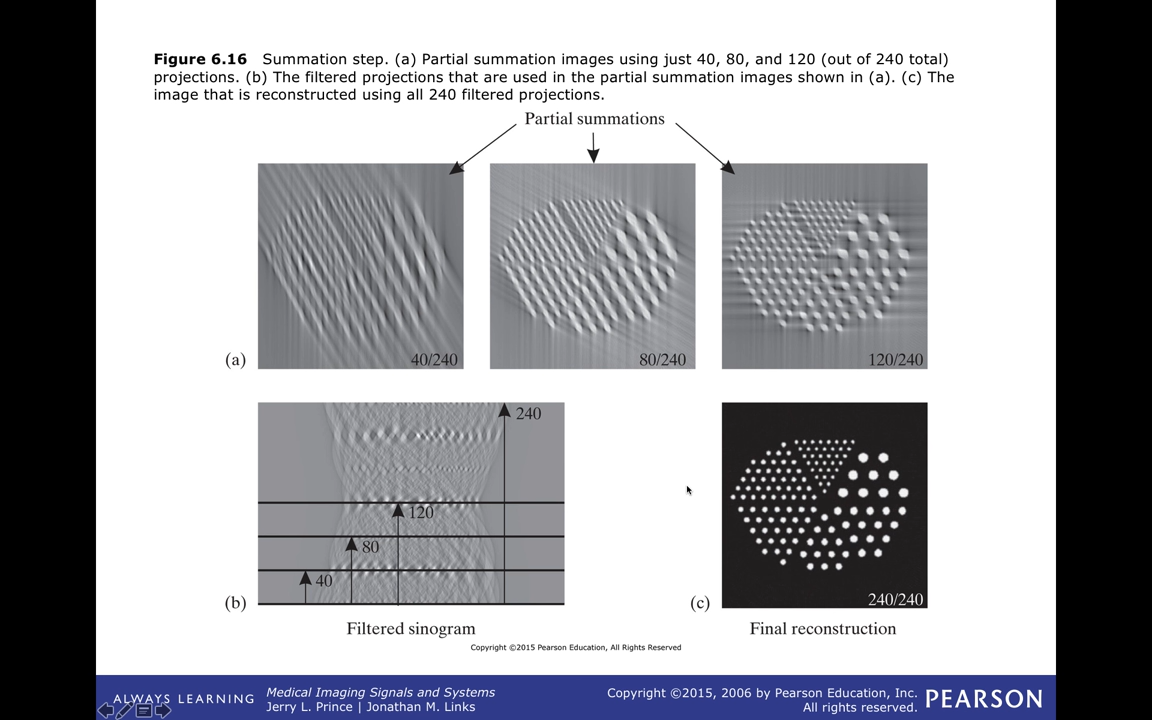 Figure 6.16 Summation step. (a) Partial summation images using just 40, 80, and 120 (out of 240 total)
projections. (b) The filtered projections that are used in the partial summation images shown in (a). (c) The
image that is reconstructed using all 240 filtered projections.
Partial summations
(a)
40/240
80/240
120/240
240
120
80
40
(b)
(c)
240/240
Filtered sinogram
Final reconstruction
Copyright ©2015 Pearson Education, All Rights Reserved
ALWAYS LEARNING
Medical Imaging Signals and Systems
Jerry L. Prince | Jonathan M. Links
Copyright ©2015, 2006 by Pearson Education, Inc.
All rights reserved.
PEARSON